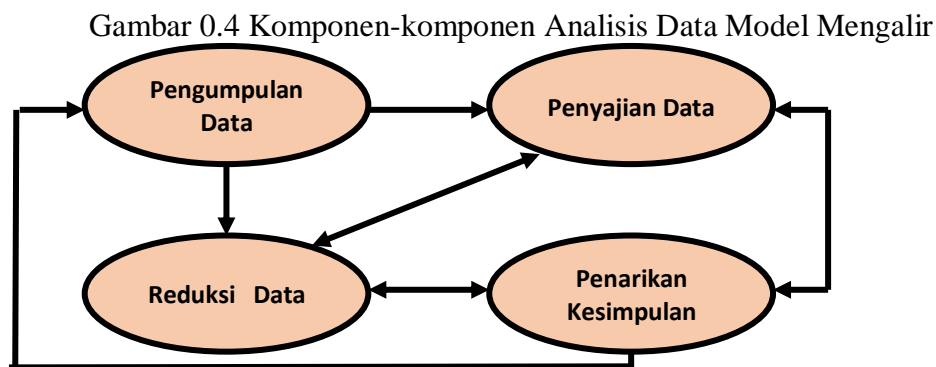 Gambar 0.4 Komponen-komponen Analisis Data Model Mengalir
Pengumpulan
Data
Penyajian Data
Reduksi Data
Penarikan
Kesimpulan